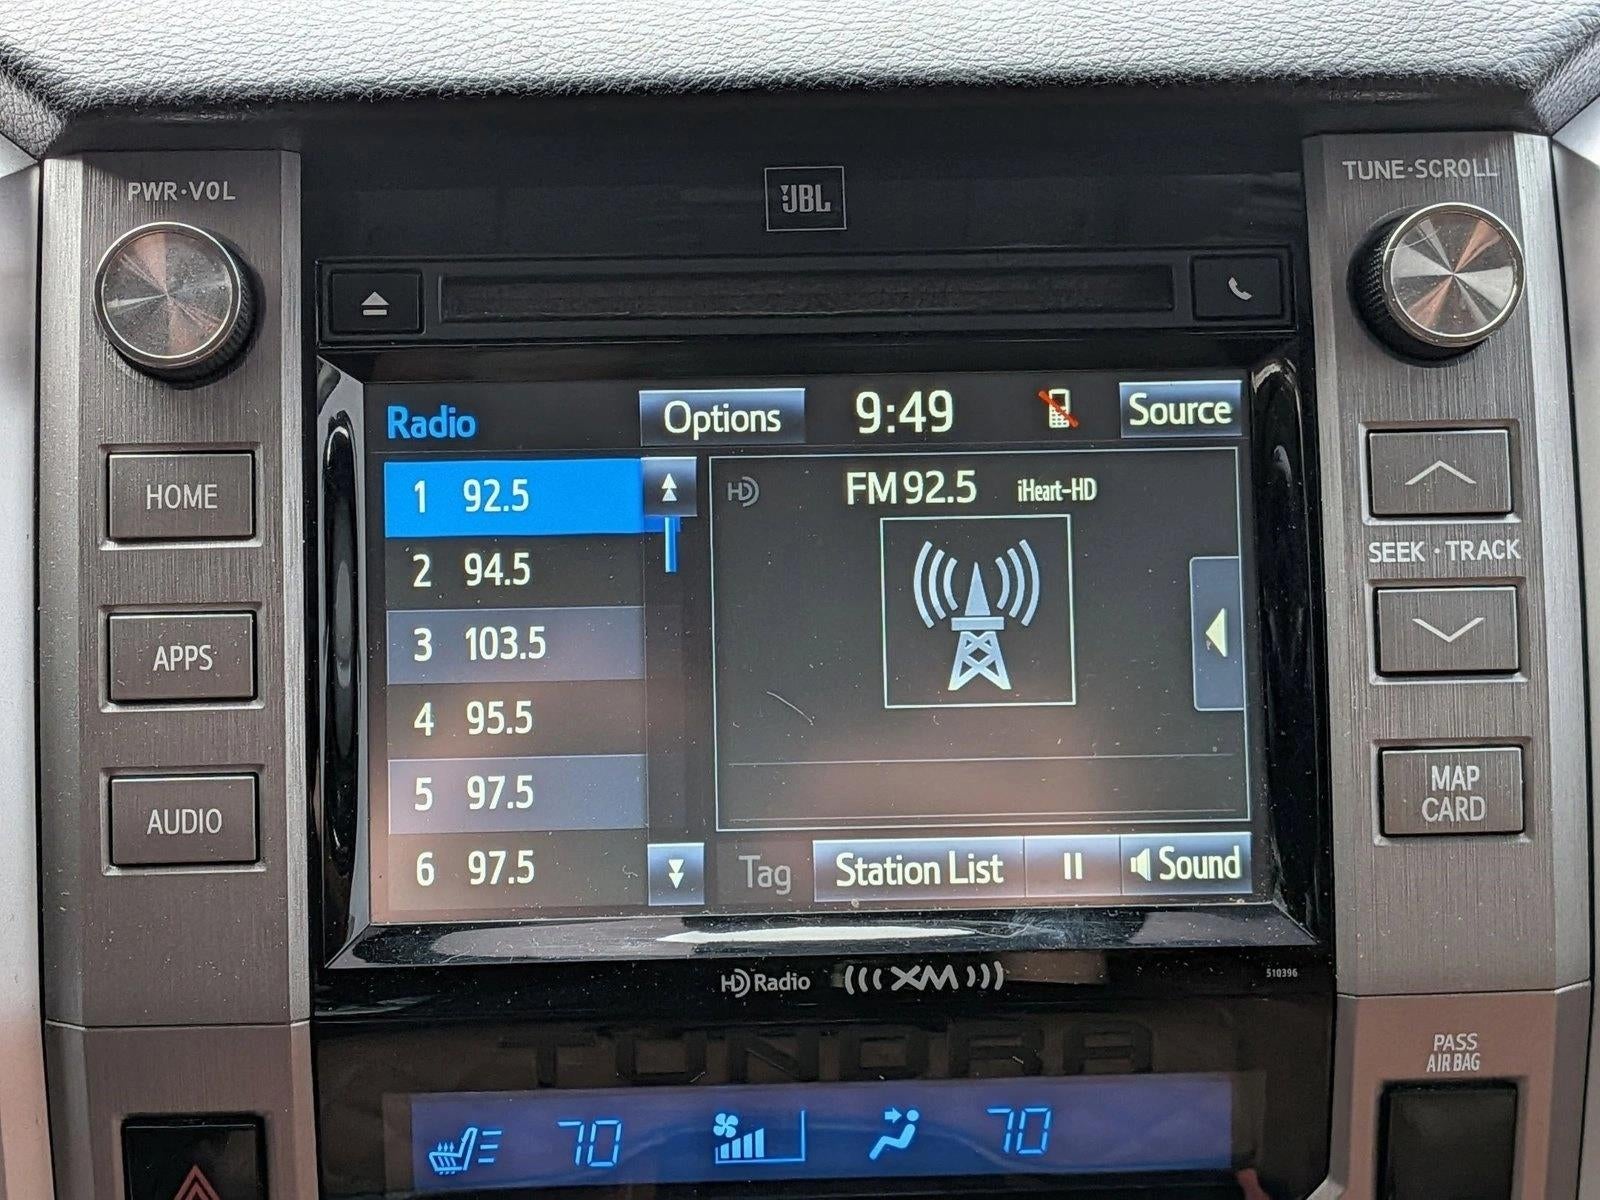 PWR·VOL
JBL
TUNE·SCROLL
Radio
Options
9:49
Source
HOME
1 92.5
HD
FM 92.5 iHeart-HD
2 94.5
SEEK · TRACK
3 103.5
APPS
4 95.5
5 97.5
MAP
CARD
AUDIO
6 97.5
Tag
Station List
Sound
HD Radio
XM
510396
TUNDRA
PASS
AIR BAG
70
70